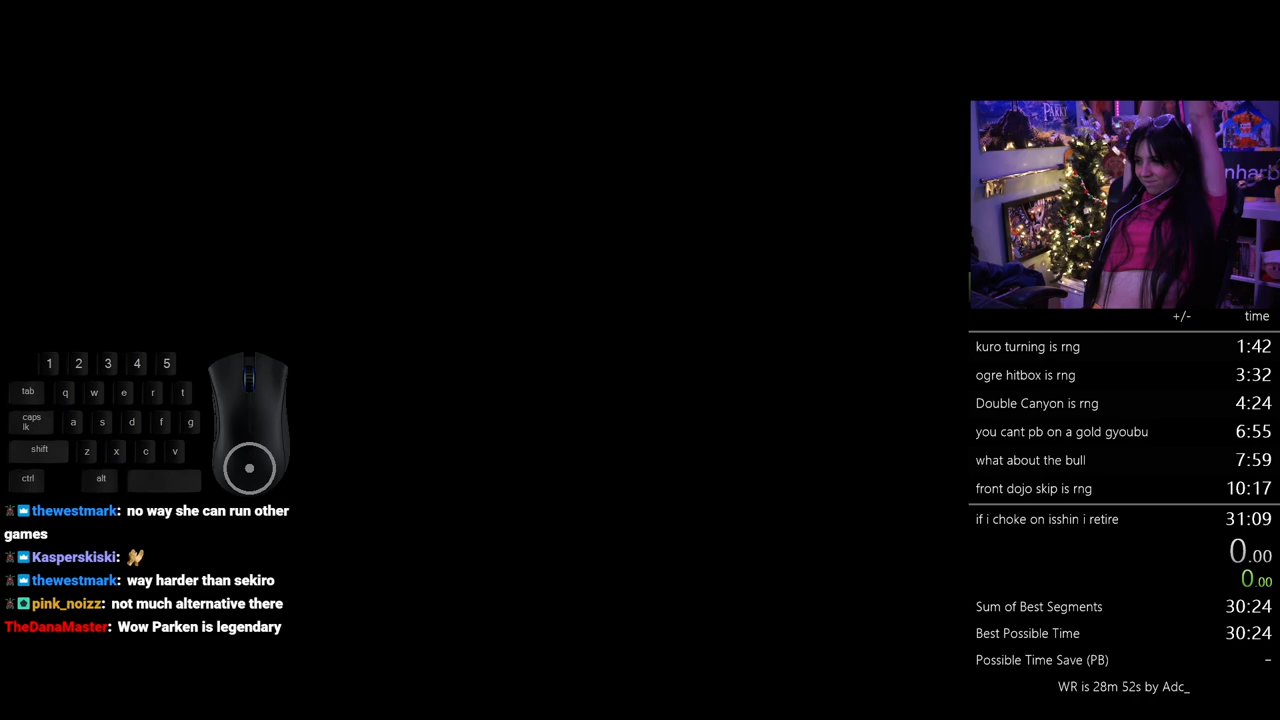 PARKY
nharb
+/- time
kuro turning is rng 1:42
ogre hitbox is rng 3:32
Double Canyon is rng 4:24
you cant pb on a gold gyoubu 6:55
what about the bull 7:59
front dojo skip is rng 10:17
if i choke on isshin i retire 31:09
0.00
0.00
Sum of Best Segments 30:24
Best Possible Time 30:24
Possible Time Save (PB) -
WR is 28m 52s by Adc_
1 2 3 4 5
tab q w e r t
caps lk a s d f g
shift z x c v
ctrl alt
thewestmark: no way she can run other
games
Kasperskiski:
thewestmark: way harder than sekiro
pink_noizz: not much alternative there
TheDanaMaster: Wow Parken is legendary